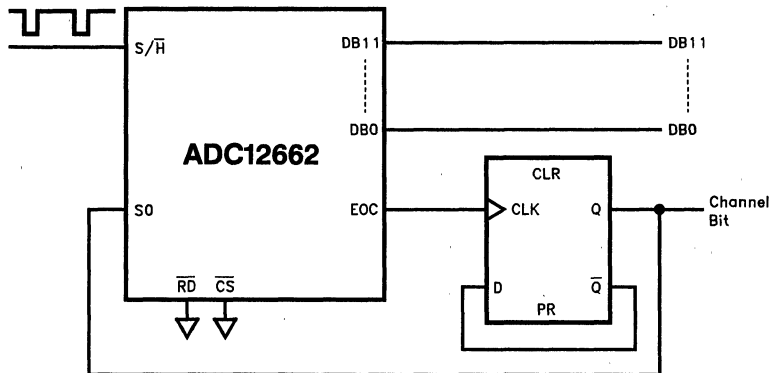 S/H̅
DB11
DB11
DB0
DB0
ADC12662
CLR
S0
EOC
CLK
Q
Channel
Bit
R̅D̅
C̅S̅
D
Q̅
PR